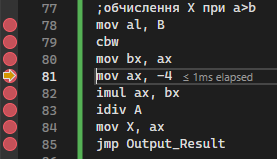 77 ;обчислення X при a>b
78 mov al, B
79 cbw
80 mov bx, ax
81 mov ax, -4 ≤ 1ms elapsed
82 imul ax, bx
83 idiv A
84 mov X, ax
85 jmp Output_Result